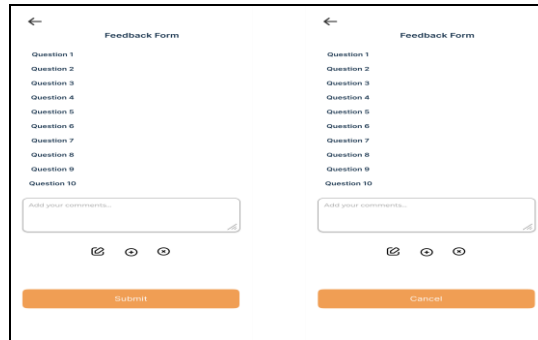 Feedback Form
Question 1
Question 2
Question 3
Question 4
Question 5
Question 6
Question 7
Question 8
Question 9
Question 10
Add your comments...
Submit
Feedback Form
Question 1
Question 2
Question 3
Question 4
Question 5
Question 6
Question 7
Question 8
Question 9
Question 10
Add your comments...
Cancel